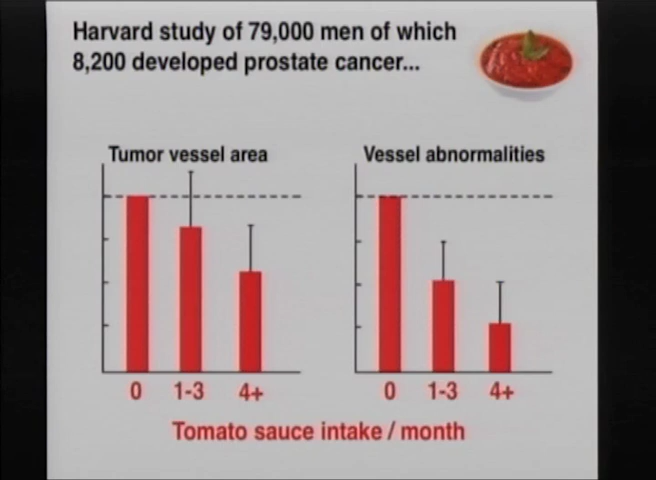 Harvard study of 79,000 men of which
8,200 developed prostate cancer...
Tumor vessel area
Vessel abnormalities
0 1-3 4+
0 1-3 4+
Tomato sauce intake / month